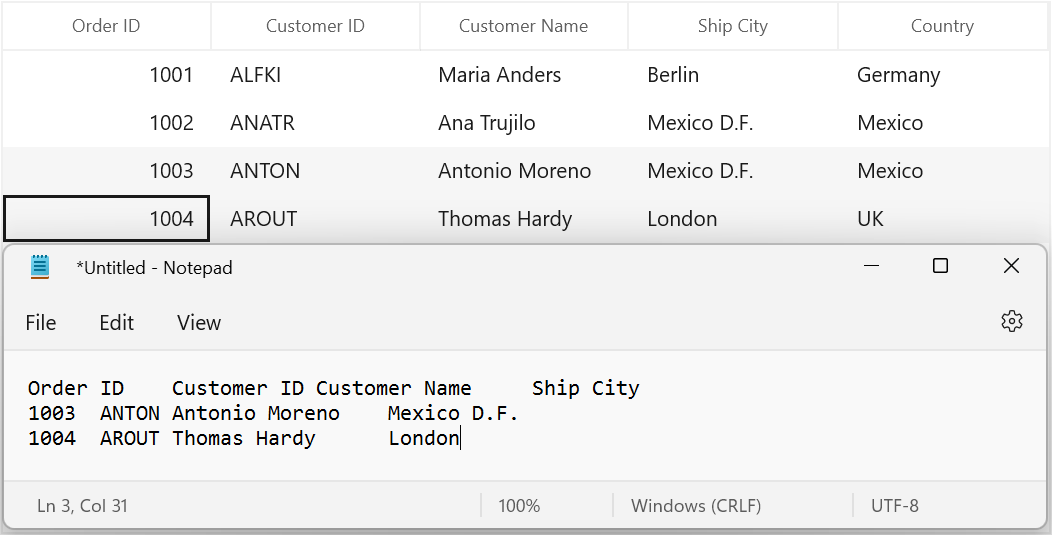 Order ID Customer ID Customer Name Ship City Country
1001 ALFKI Maria Anders Berlin Germany
1002 ANATR Ana Trujilo Mexico D.F. Mexico
1003 ANTON Antonio Moreno Mexico D.F. Mexico
1004 AROUT Thomas Hardy London UK
*Untitled - Notepad
File Edit View
Order ID Customer ID Customer Name Ship City
1003 ANTON Antonio Moreno Mexico D.F.
1004 AROUT Thomas Hardy London
Ln 3, Col 31 100% Windows (CRLF) UTF-8